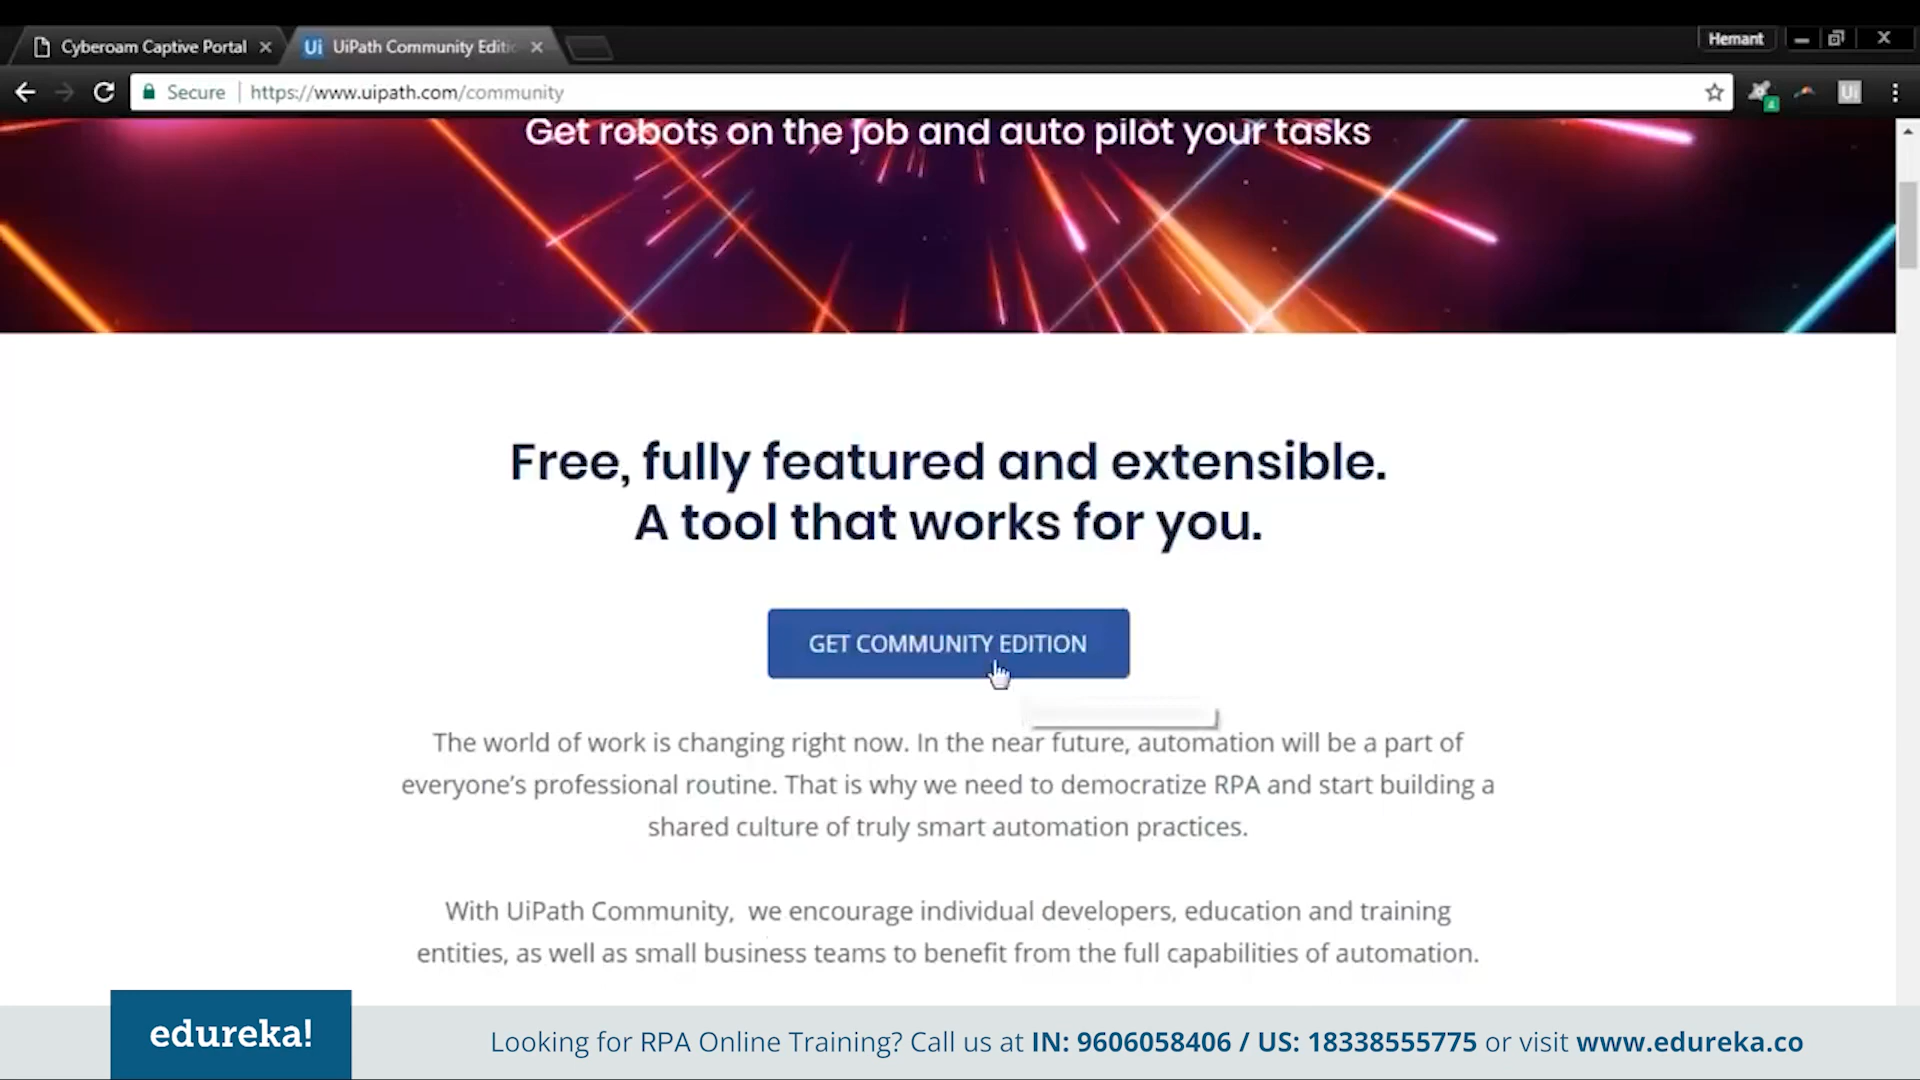 Cyberoam Captive Portal
Ui UiPath Community Editi
Hemant
Secure https://www.uipath.com/community
4
Ui
Get robots on the job and auto pilot your tasks
Free, fully featured and extensible.
A tool that works for you.
GET COMMUNITY EDITION
The world of work is changing right now. In the near future, automation will be a part of
everyone’s professional routine. That is why we need to democratize RPA and start building a
shared culture of truly smart automation practices.
With UiPath Community, we encourage individual developers, education and training
entities, as well as small business teams to benefit from the full capabilities of automation.
edureka!
Looking for RPA Online Training? Call us at IN: 9606058406 / US: 18338555775 or visit www.edureka.co